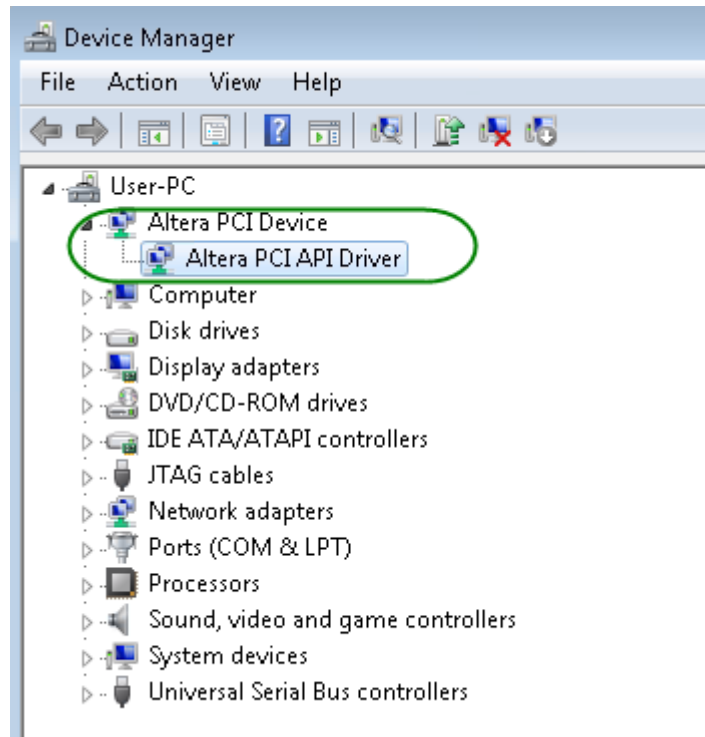 Device Manager
File Action View Help
User-PC
Altera PCI Device
Altera PCI API Driver
Computer
Disk drives
Display adapters
DVD/CD-ROM drives
IDE ATA/ATAPI controllers
JTAG cables
Network adapters
Ports (COM & LPT)
Processors
Sound, video and game controllers
System devices
Universal Serial Bus controllers